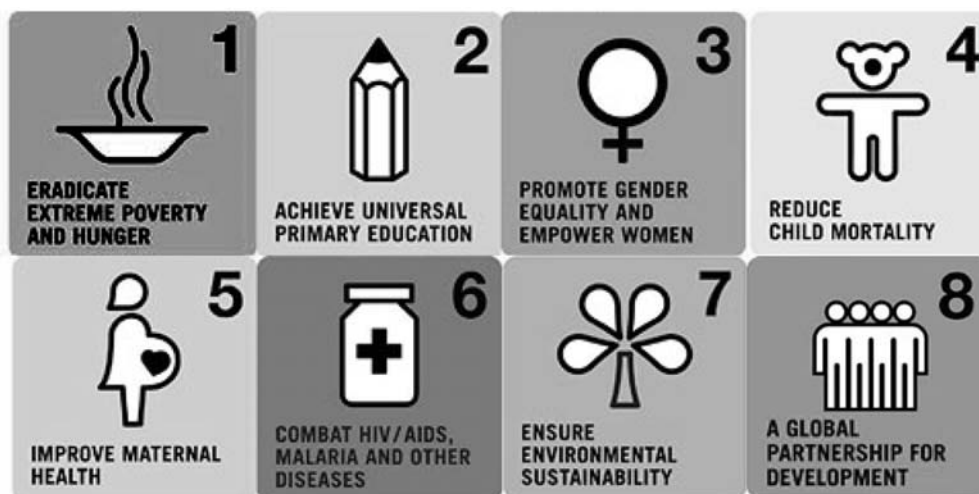 1
ERADICATE
EXTREME POVERTY
AND HUNGER
2
ACHIEVE UNIVERSAL
PRIMARY EDUCATION
3
PROMOTE GENDER
EQUALITY AND
EMPOWER WOMEN
4
REDUCE
CHILD MORTALITY
5
IMPROVE MATERNAL
HEALTH
6
COMBAT HIV/AIDS,
MALARIA AND OTHER
DISEASES
7
ENSURE
ENVIRONMENTAL
SUSTAINABILITY
8
A GLOBAL
PARTNERSHIP FOR
DEVELOPMENT